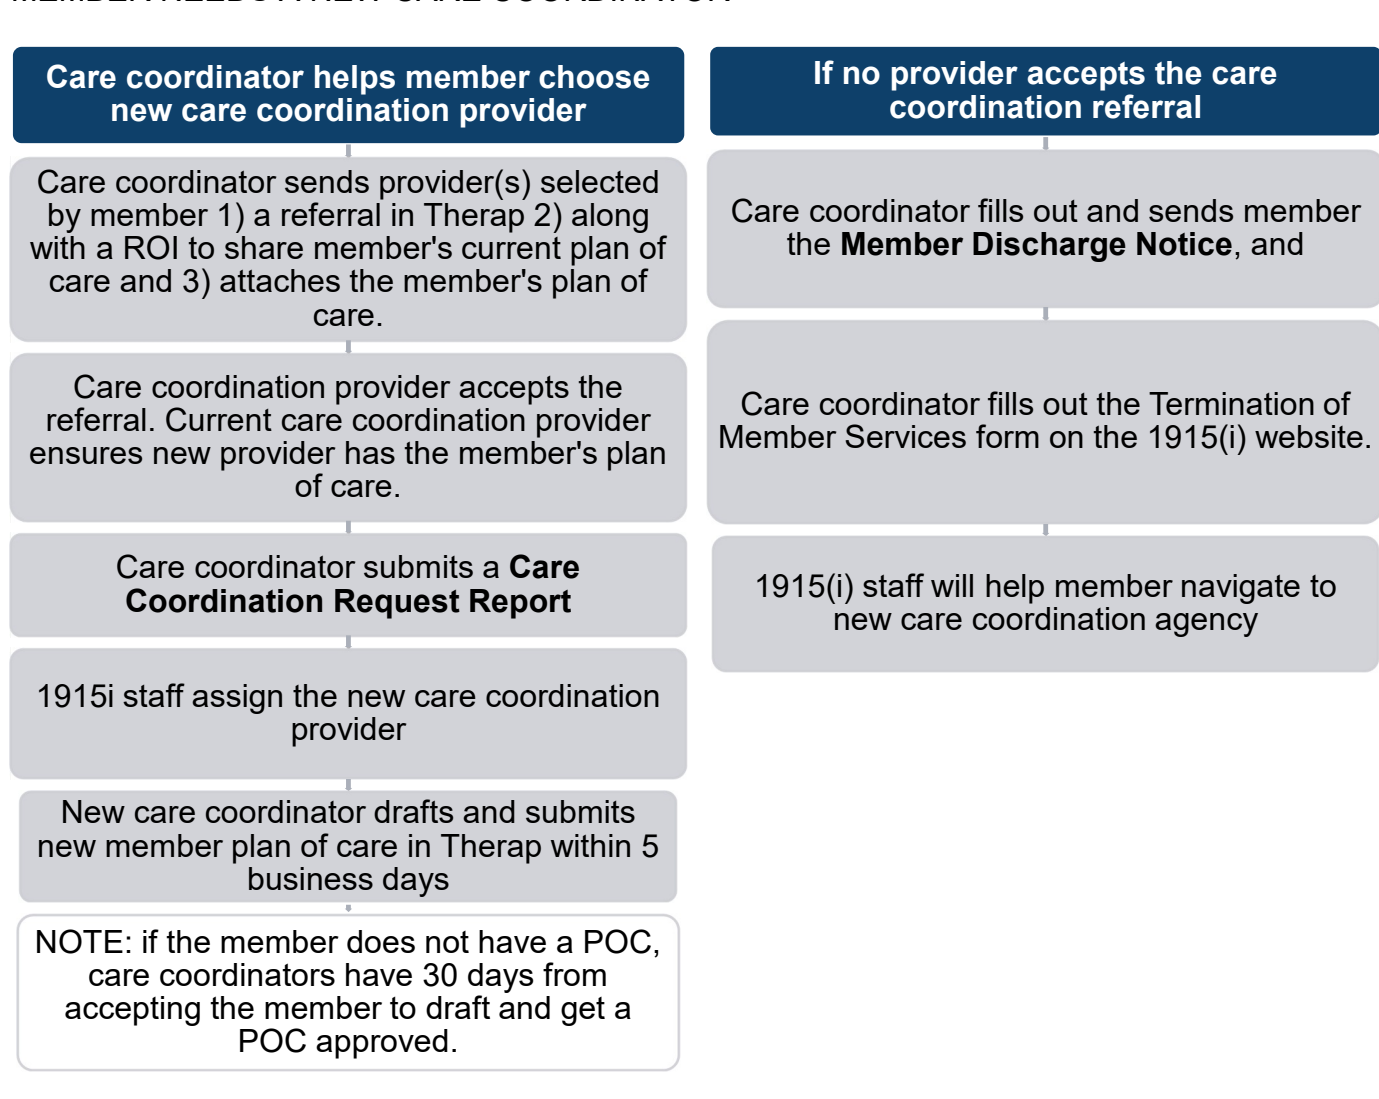 Care coordinator helps member choose
new care coordination provider
Care coordinator sends provider(s) selected
by member 1) a referral in Therap 2) along
with a ROI to share member's current plan of
care and 3) attaches the member's plan of
care.
Care coordination provider accepts the
referral. Current care coordination provider
ensures new provider has the member's plan
of care.
Care coordinator submits a Care
Coordination Request Report
1915i staff assign the new care coordination
provider
New care coordinator drafts and submits
new member plan of care in Therap within 5
business days
NOTE: if the member does not have a POC,
care coordinators have 30 days from
accepting the member to draft and get a
POC approved.
If no provider accepts the care
coordination referral
Care coordinator fills out and sends member
the Member Discharge Notice, and
Care coordinator fills out the Termination of
Member Services form on the 1915(i) website.
1915(i) staff will help member navigate to
new care coordination agency